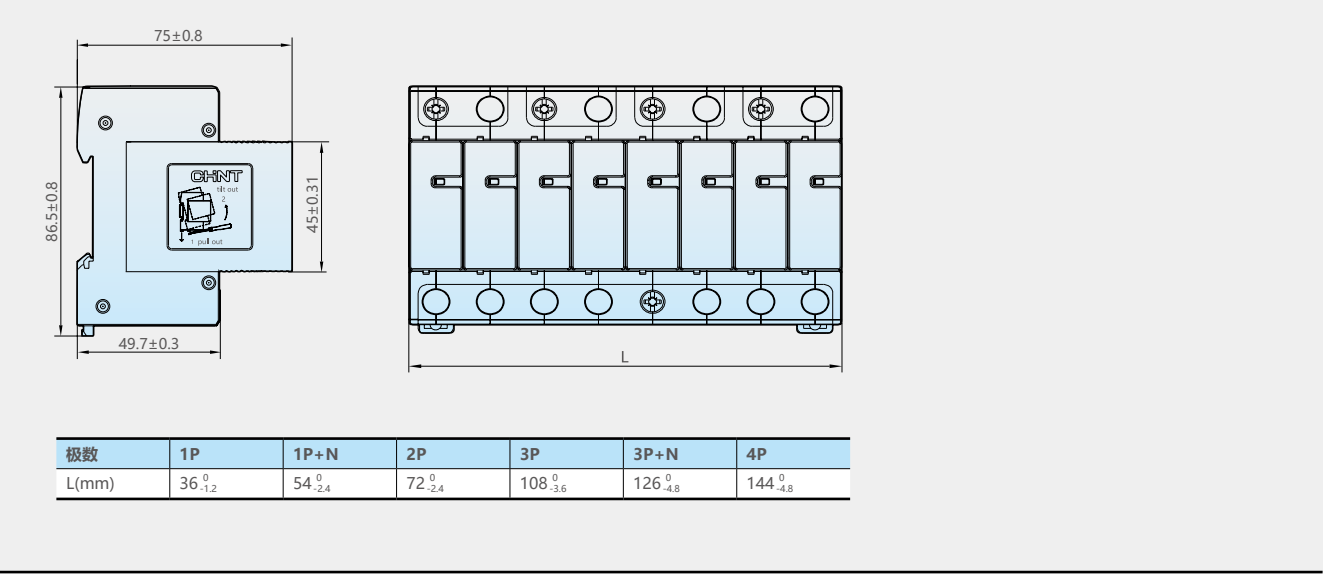 75±0.8
86.5±0.8
CHNT
tilt out
2
1 pull out
45±0.31
49.7±0.3
L
极数 1P 1P+N 2P 3P 3P+N 4P
L(mm) 36 0 -1.2 54 0 -2.4 72 0 -2.4 108 0 -3.6 126 0 -4.8 144 0 -4.8